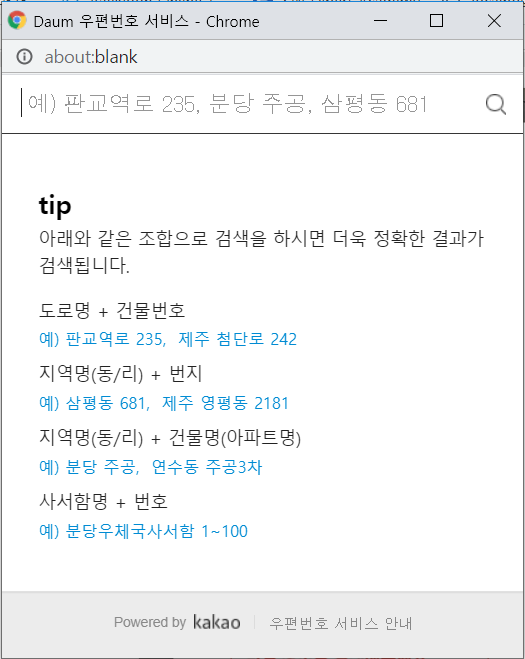 Daum 우편번호 서비스 - Chrome
about:blank
예) 판교역로 235, 분당 주공, 삼평동 681
tip
아래와 같은 조합으로 검색을 하시면 더욱 정확한 결과가
검색됩니다.
도로명 + 건물번호
예) 판교역로 235,  제주 첨단로 242
지역명(동/리) + 번지
예) 삼평동 681,  제주 영평동 2181
지역명(동/리) + 건물명(아파트명)
예) 분당 주공,  연수동 주공3차
사서함명 + 번호
예) 분당우체국사서함 1~100
Powered by kakao 우편번호 서비스 안내